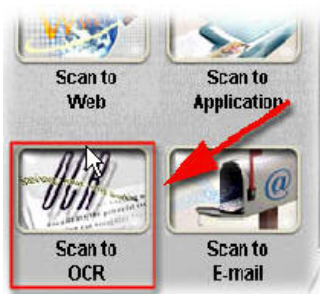 Scan to
Web
Scan to
Application
OCR
@
Scan to
OCR
Scan to
E-mail